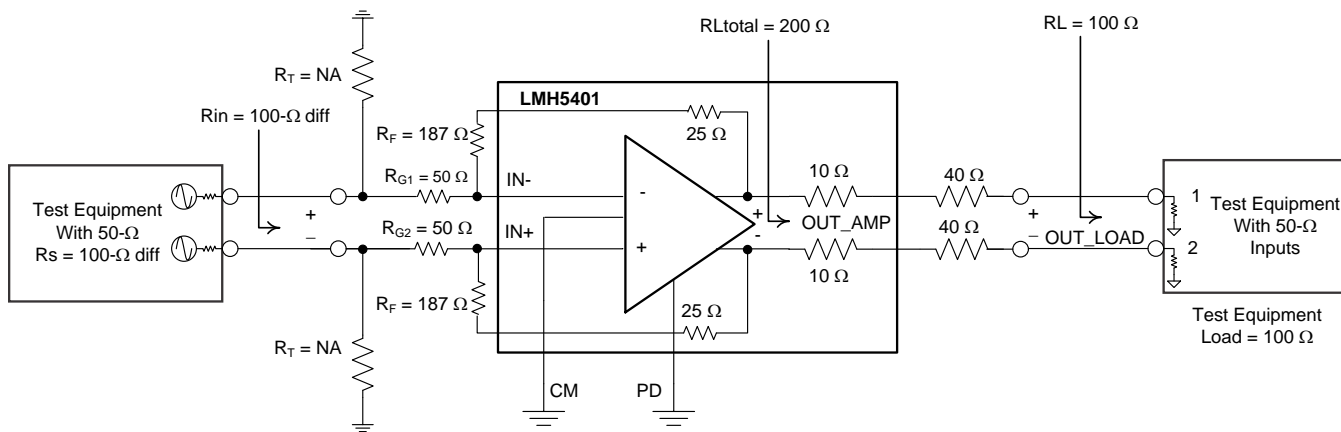 RLtotal = 200 Ω
RL = 100 Ω
R_T = NA
LMH5401
Rin = 100-Ω diff
R_F = 187 Ω
25 Ω
R_G1 = 50 Ω
IN-
10 Ω
40 Ω
1
Test Equipment
With 50-Ω
Rs = 100-Ω diff
+
–
-
+
+
-
OUT_AMP
+
–
OUT_LOAD
Test Equipment
With 50-Ω
Inputs
R_G2 = 50 Ω
IN+
40 Ω
2
10 Ω
R_F = 187 Ω
25 Ω
Test Equipment
Load = 100 Ω
R_T = NA
CM
PD